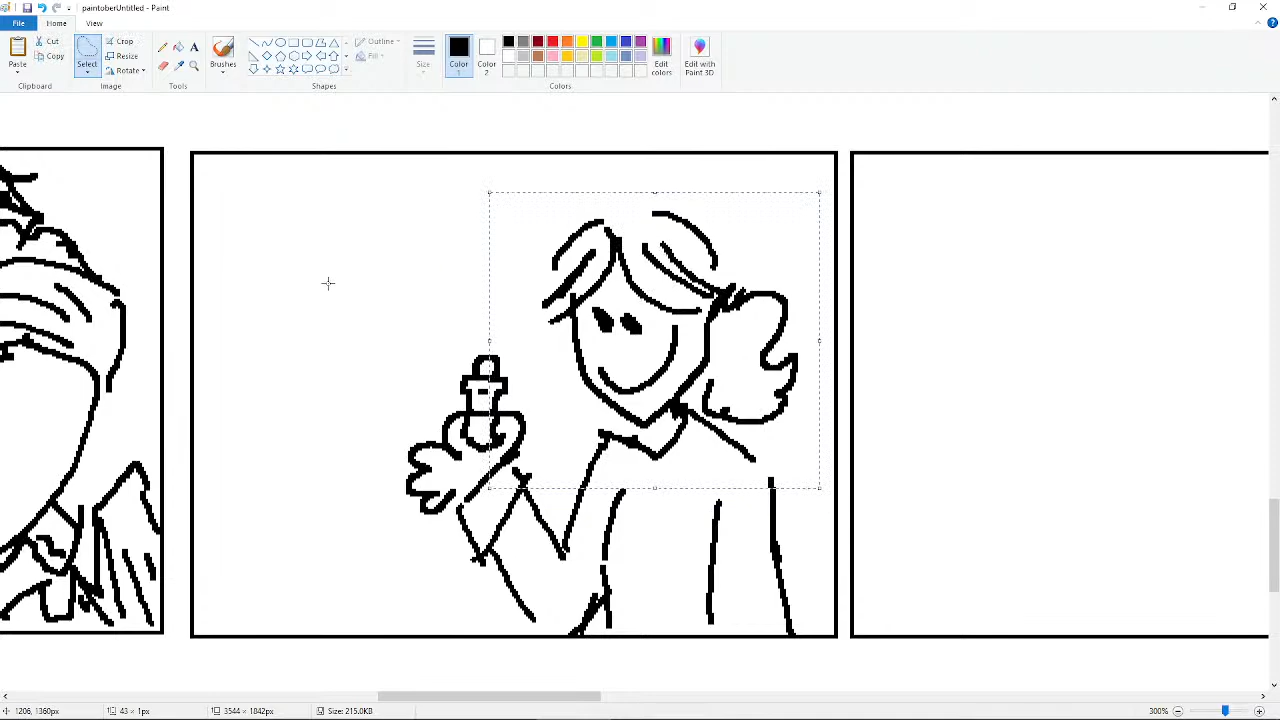 paintoberUntitled - Paint
File Home View
Paste Cut Copy Select Crop Resize Rotate A Brushes Outline Fill Size Color 1 Color 2 Edit colors Edit with Paint 3D
Clipboard Image Tools Shapes Colors
1206, 1360px 43 × 1px 3544 × 1842px Size: 215.0KB 300%